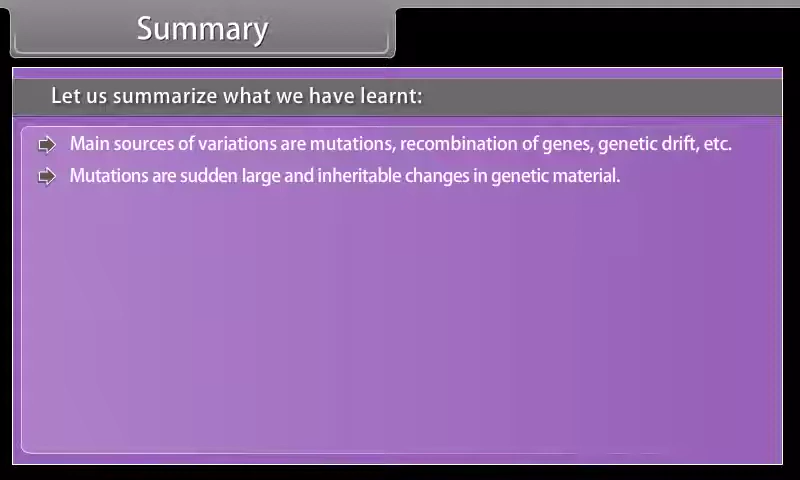 Summary
Let us summarize what we have learnt:
Main sources of variations are mutations, recombination of genes, genetic drift, etc.
Mutations are sudden large and inheritable changes in genetic material.